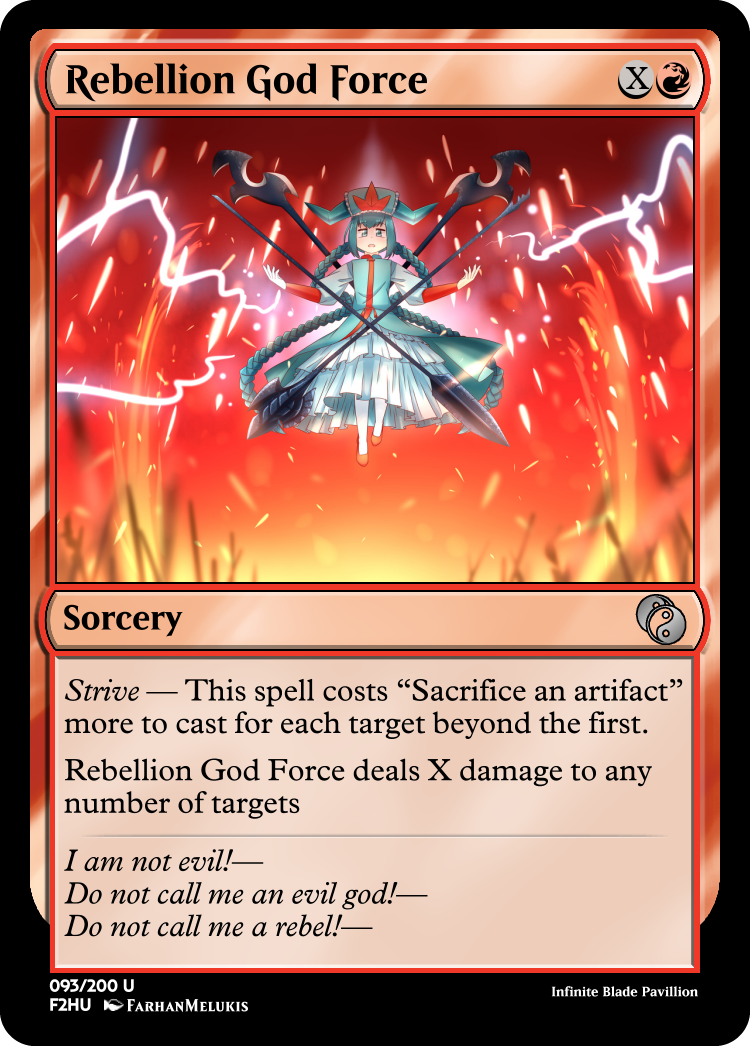 Rebellion God Force X
Sorcery
Strive — This spell costs “Sacrifice an artifact”
more to cast for each target beyond the first.
Rebellion God Force deals X damage to any
number of targets
I am not evil!—
Do not call me an evil god!—
Do not call me a rebel!—
093/200 U
F2HU FarhanMelukis
Infinite Blade Pavillion